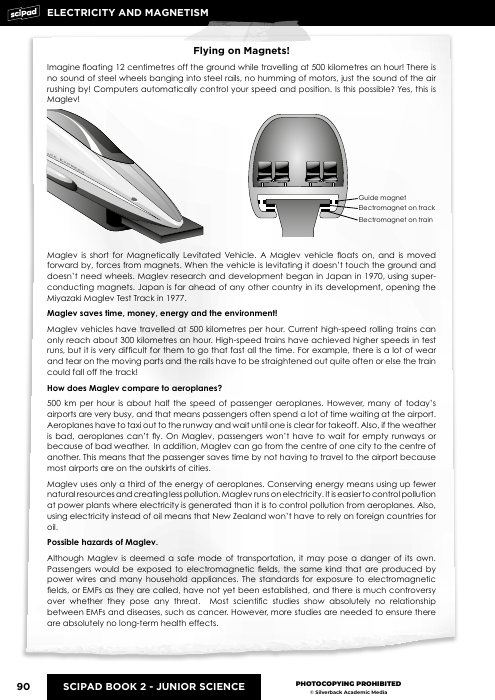 scipad ELECTRICITY AND MAGNETISM
Flying on Magnets!
Imagine floating 12 centimetres off the ground while travelling at 500 kilometres an hour! There is
no sound of steel wheels banging into steel rails, no humming of motors, just the sound of the air
rushing by! Computers automatically control your speed and position. Is this possible? Yes, this is
Maglev!
Guide magnet
Electromagnet on track
Electromagnet on train
Maglev is short for Magnetically Levitated Vehicle. A Maglev vehicle floats on, and is moved
forward by, forces from magnets. When the vehicle is levitating it doesn't touch the ground and
doesn't need wheels. Maglev research and development began in Japan in 1970, using super-
conducting magnets. Japan is far ahead of any other country in its development, opening the
Miyazaki Maglev Test Track in 1977.
Maglev saves time, money, energy and the environment!
Maglev vehicles have travelled at 500 kilometres per hour. Current high-speed rolling trains can
only reach about 300 kilometres an hour. High-speed trains have achieved higher speeds in test
runs, but it is very difficult for them to go that fast all the time. For example, there is a lot of wear
and tear on the moving parts and the rails have to be straightened out quite often or else the train
could fall off the track!
How does Maglev compare to aeroplanes?
500 km per hour is about half the speed of passenger aeroplanes. However, many of today's
airports are very busy, and that means passengers often spend a lot of time waiting at the airport.
Aeroplanes have to taxi out to the runway and wait until one is clear for takeoff. Also, if the weather
is bad, aeroplanes can't fly. On Maglev, passengers won't have to wait for empty runways or
because of bad weather. In addition, Maglev can go from the centre of one city to the centre of
another. This means that the passenger saves time by not having to travel to the airport because
most airports are on the outskirts of cities.
Maglev uses only a third of the energy of aeroplanes. Conserving energy means using up fewer
natural resources and creating less pollution. Maglev runs on electricity. It is easier to control pollution
at power plants where electricity is generated than it is to control pollution from aeroplanes. Also,
using electricity instead of oil means that New Zealand won't have to rely on foreign countries for
oil.
Possible hazards of Maglev.
Although Maglev is deemed a safe mode of transportation, it may pose a danger of its own.
Passengers would be exposed to electromagnetic fields, the same kind that are produced by
power wires and many household appliances. The standards for exposure to electromagnetic
fields, or EMFs as they are called, have not yet been established, and there is much controversy
over whether they pose any threat. Most scientific studies show absolutely no relationship
between EMFs and diseases, such as cancer. However, more studies are needed to ensure there
are absolutely no long-term health effects.
90 SCIPAD BOOK 2 - JUNIOR SCIENCE PHOTOCOPYING PROHIBITED
© Silverback Academic Media